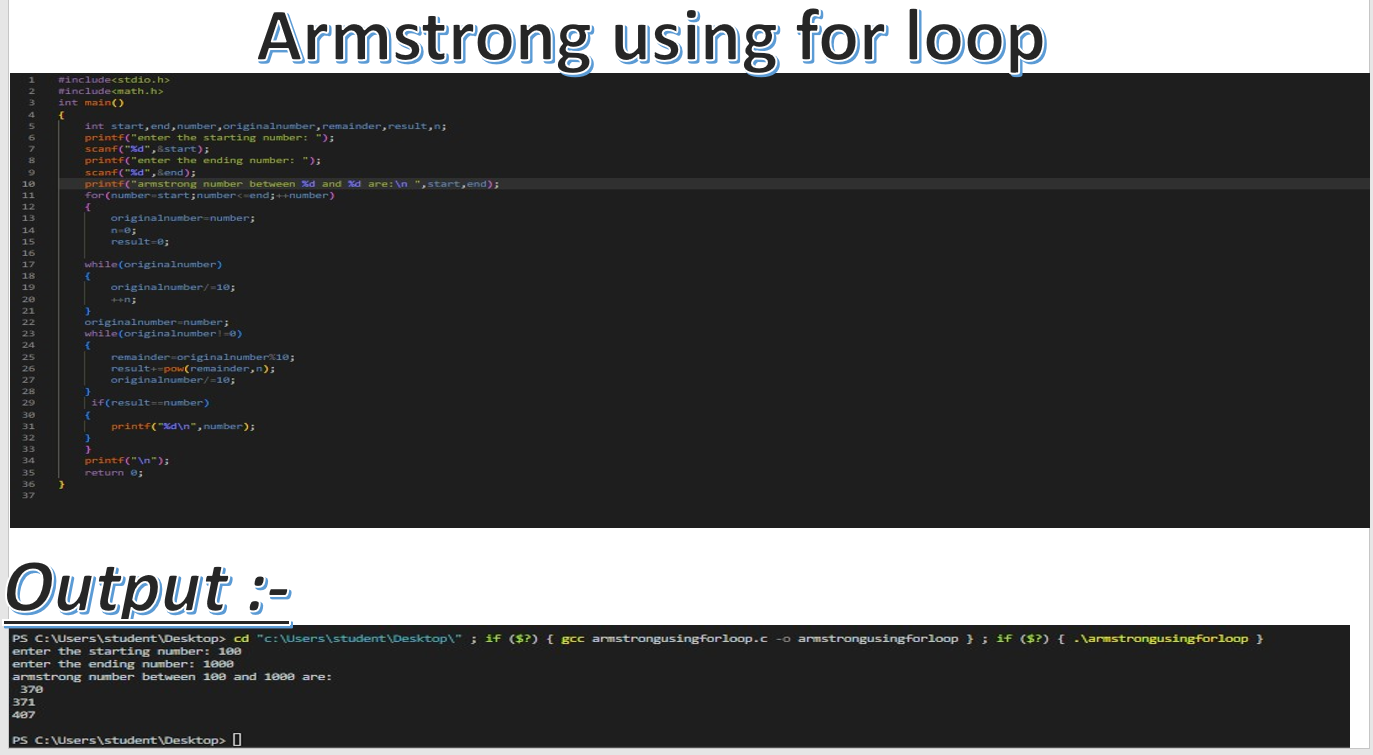 Armstrong using for loop
1 #include<stdio.h>
2 #include<math.h>
3 int main()
4 {
5 int start,end,number,originalnumber,remainder,result,n;
6 printf("enter the starting number: ");
7 scanf("%d",&start);
8 printf("enter the ending number: ");
9 scanf("%d",&end);
10 printf("armstrong number between %d and %d are:\n ",start,end);
11 for(number=start;number<=end;++number)
12 {
13 originalnumber=number;
14 n=0;
15 result=0;
16
17 while(originalnumber)
18 {
19 originalnumber/=10;
20 ++n;
21 }
22 originalnumber=number;
23 while(originalnumber!=0)
24 {
25 remainder=originalnumber%10;
26 result+=pow(remainder,n);
27 originalnumber/=10;
28 }
29 if(result==number)
30 {
31 printf("%d\n",number);
32 }
33 }
34 printf("\n");
35 return 0;
36 }
37
Output :-
PS C:\Users\student\Desktop> cd "c:\Users\student\Desktop\" ; if ($?) { gcc armstrongusingforloop.c -o armstrongusingforloop } ; if ($?) { .\armstrongusingforloop }
enter the starting number: 100
enter the ending number: 1000
armstrong number between 100 and 1000 are:
370
371
407
PS C:\Users\student\Desktop>